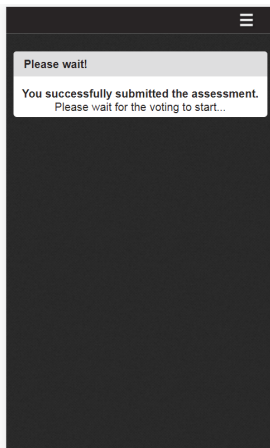 Please wait!
You successfully submitted the assessment.
Please wait for the voting to start...